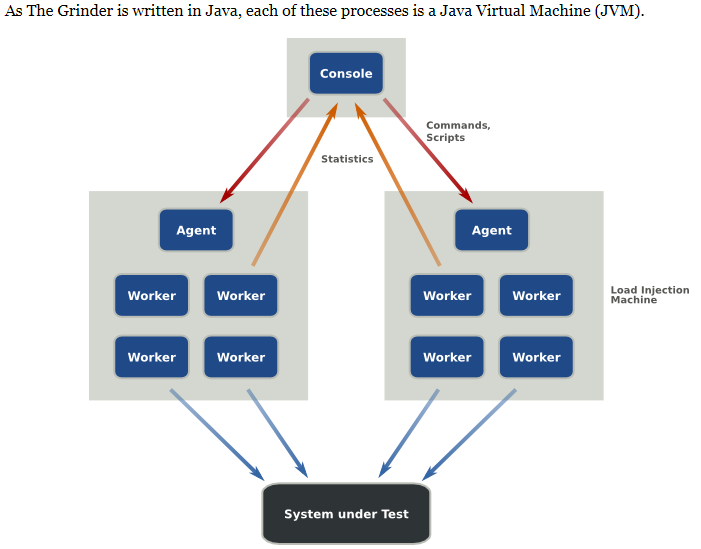 As The Grinder is written in Java, each of these processes is a Java Virtual Machine (JVM).
Console
Commands,
Scripts
Statistics
Agent
Agent
Worker
Worker
Worker
Worker
Load Injection
Machine
Worker
Worker
Worker
Worker
System under Test